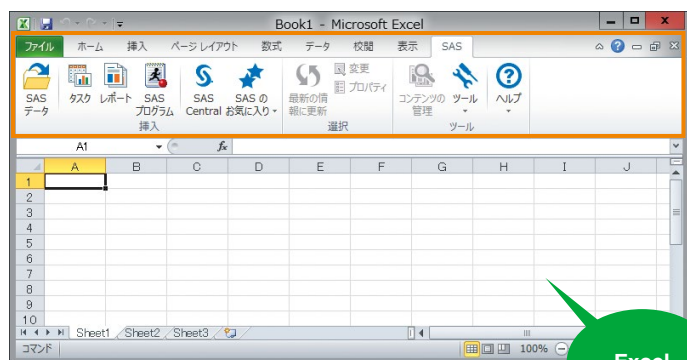 Book1 - Microsoft Excel
ファイル ホーム 挿入 ページ レイアウト 数式 データ 校閲 表示 SAS
SAS データ
タスク
レポート
SAS プログラム
SAS Central
SAS の お気に入り
挿入
最新の情報に更新
変更
プロパティ
選択
コンテンツの管理
ツール
ツール
ヘルプ
A1 fx
A B C D E F G H I J
1
2
3
4
5
6
7
8
9
10
Sheet1 Sheet2 Sheet3
コマンド 100%
Excel